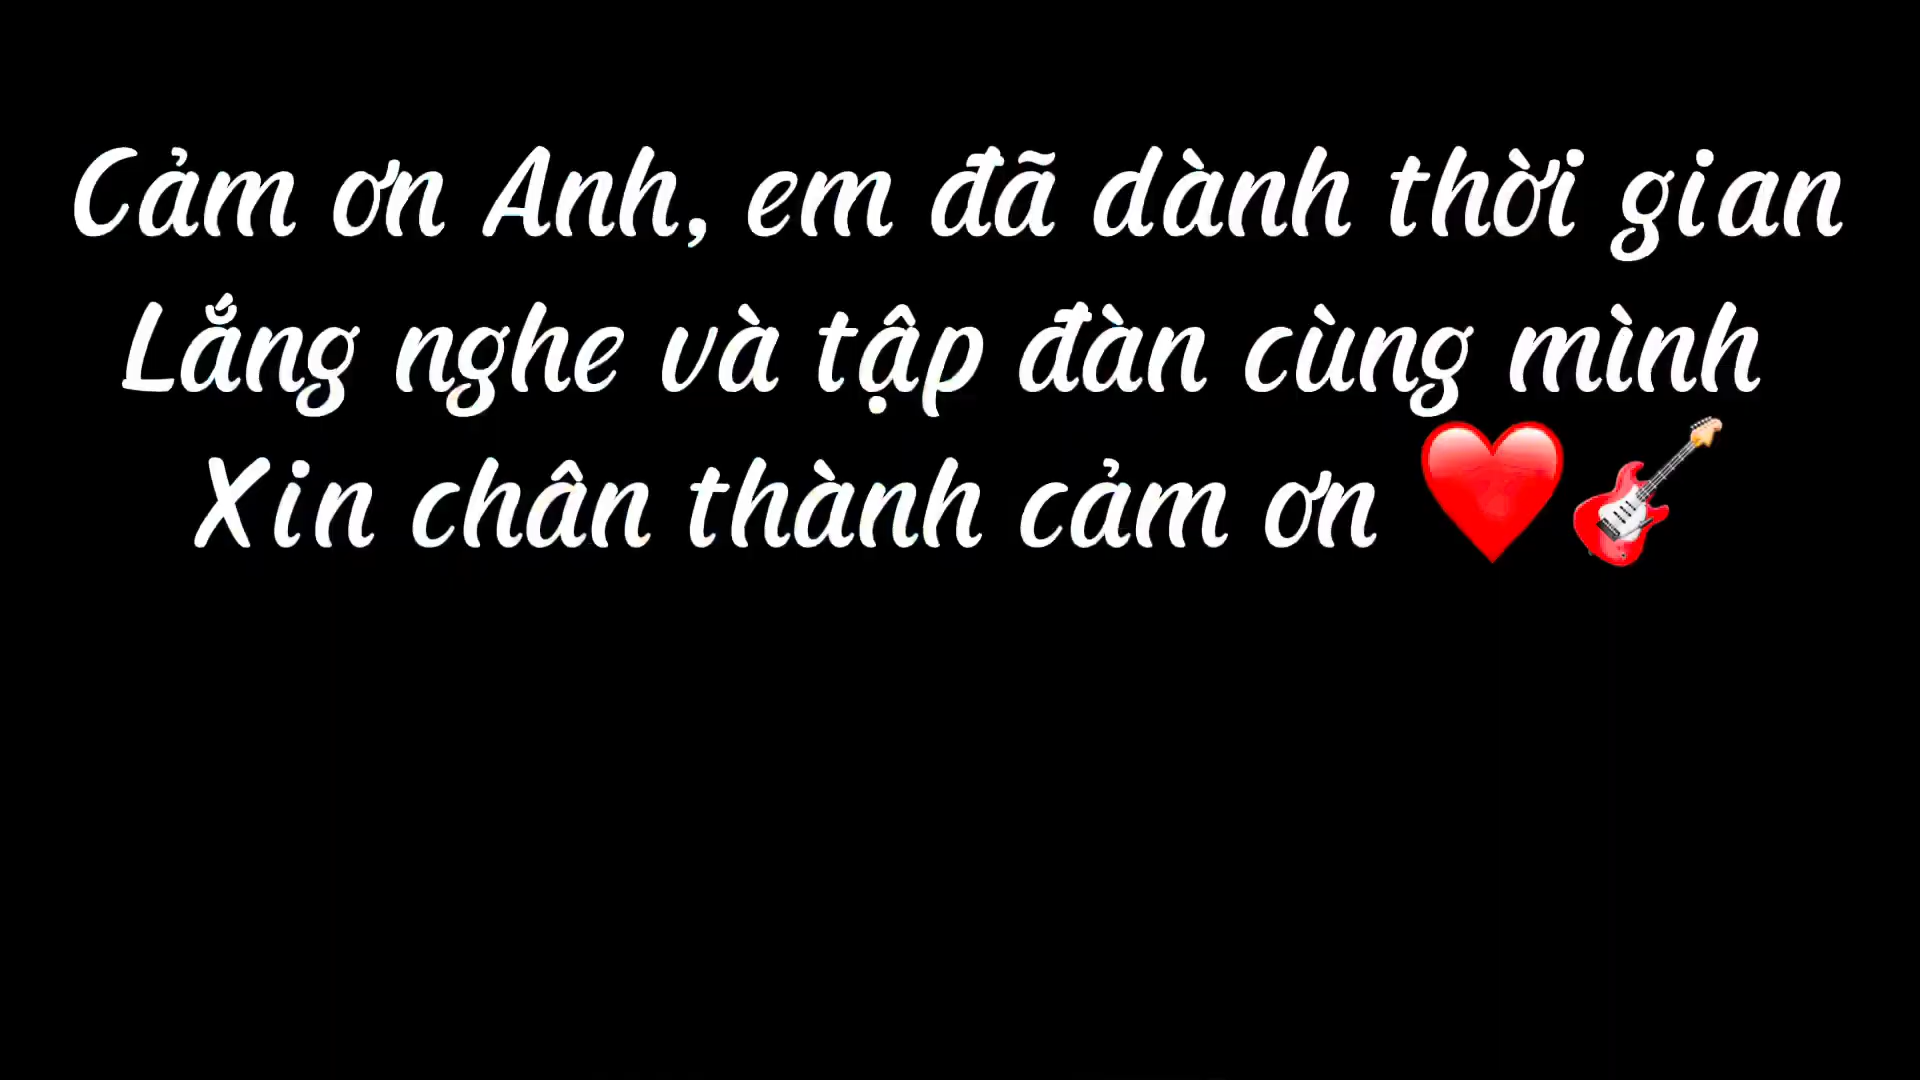 Cảm ơn Anh, em đã dành thời gian
Lắng nghe và tập đàn cùng mình
Xin chân thành cảm ơn ❤️🎸